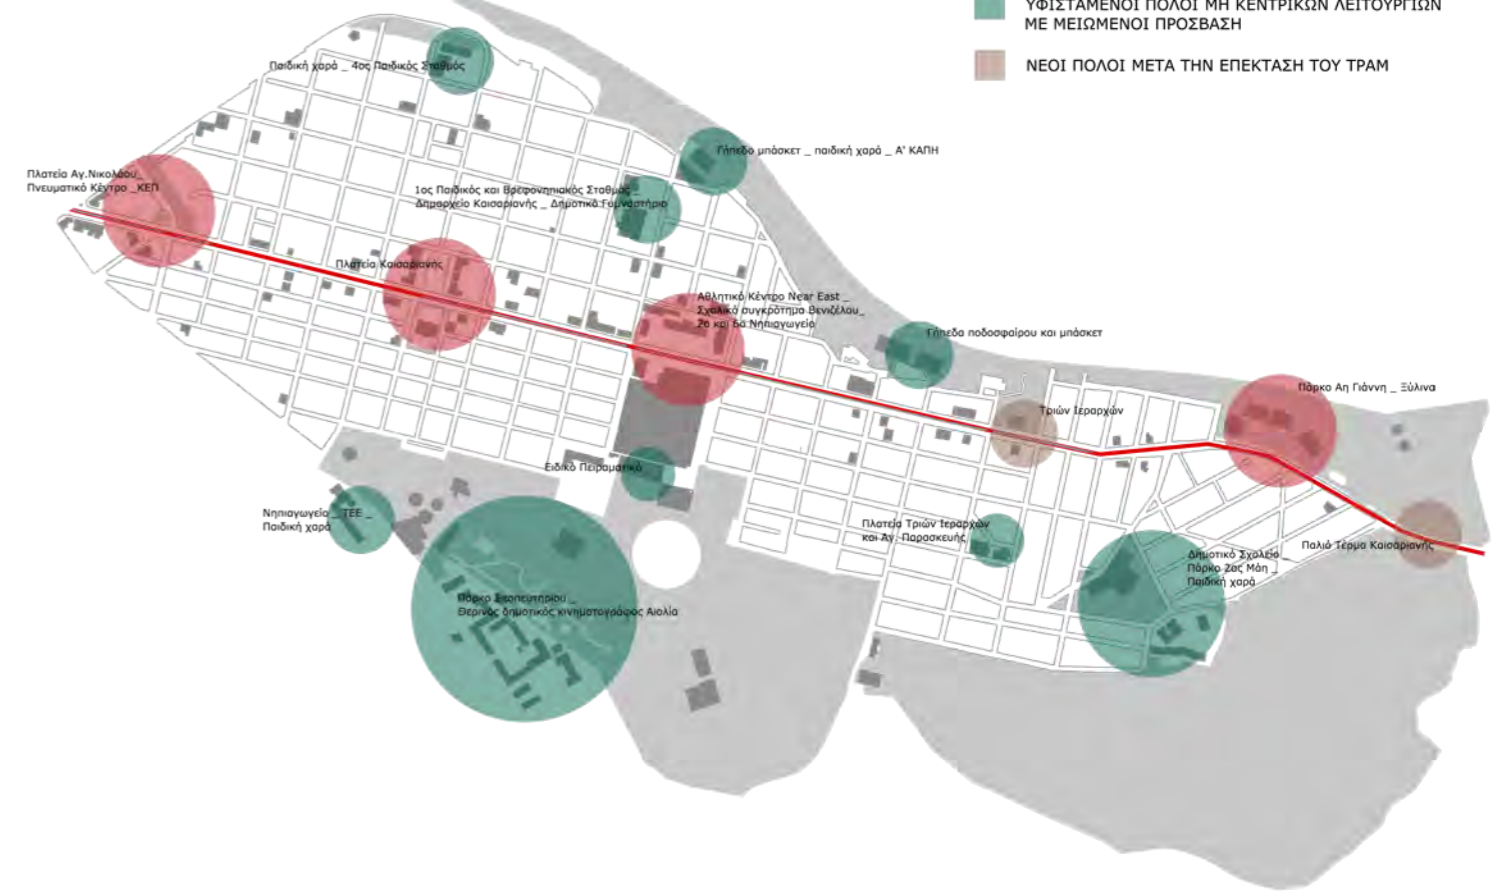 ΥΦΙΣΤΑΜΕΝΟΙ ΠΟΛΟΙ ΜΗ ΚΕΝΤΡΙΚΩΝ ΛΕΙΤΟΥΡΓΙΩΝ
ΜΕ ΜΕΙΩΜΕΝΟΙ ΠΡΟΣΒΑΣΗ
ΝΕΟΙ ΠΟΛΟΙ ΜΕΤΑ ΤΗΝ ΕΠΕΚΤΑΣΗ ΤΟΥ ΤΡΑΜ
Παιδική χαρά _ 4ος Παιδικός Σταθμός
Γήπεδο μπάσκετ _ παιδική χαρά _ Α' ΚΑΠΗ
Πλατεία Αγ.Νικολάου_
Πνευματικό Κέντρο _ΚΕΠ
1ος Παιδικός και Βρεφονηπιακός Σταθμός _
Δημαρχείο Καισαριανής _ Δημοτικό Γυμναστήριο
Πλατεία Καισαριανής
Αθλητικό Κέντρο Near East _
Σχολικό συγκρότημα Βενιζέλου_
2ο και 6ο Νηπιαγωγείο
Γήπεδα ποδοσφαίρου και μπάσκετ
Πάρκο Αη Γιάννη _ Ξύλινα
Τριών Ιεραρχών
Ειδικό Πειραματικό
Νηπιαγωγείο _ ΤΕΕ _
Παιδική χαρά
Πλατεία Τριών Ιεραρχών
και Αγ. Παρασκευής
Παλιό Τέρμα Καισαριανής
Δημοτικό Σχολείο _
Πάρκο 2ας Μάη _
Παιδική χαρά
Πάρκο Σκοπευτηρίου _
Θερινός δημοτικός κινηματογράφος Αιολία